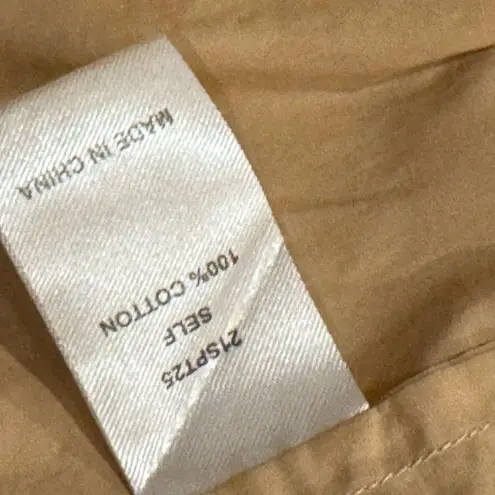 21SPT25
SELF
100% COTTON
MADE IN CHINA